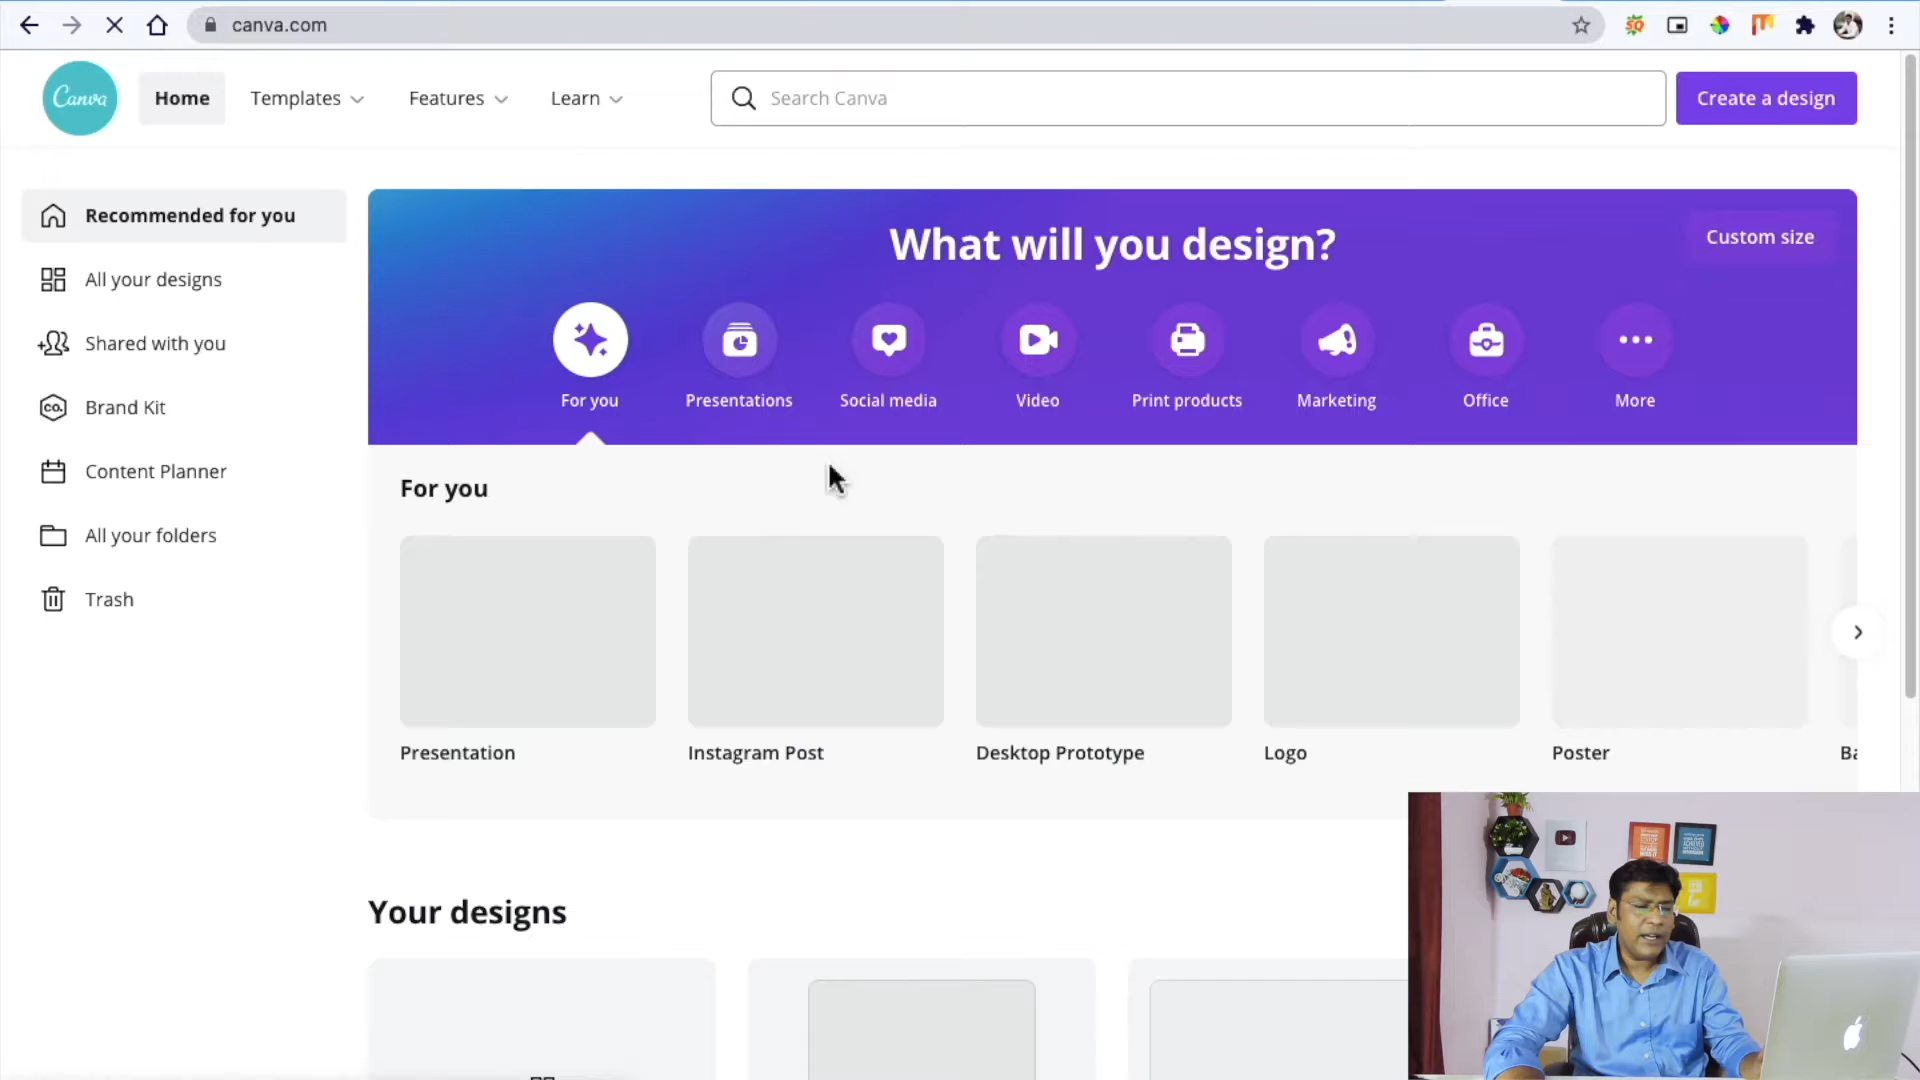 canva.com
Canva
Home
Templates
Features
Learn
Search Canva
Create a design
Recommended for you
All your designs
Shared with you
CO.
Brand Kit
Content Planner
All your folders
Trash
What will you design?
Custom size
For you
Presentations
Social media
Video
Print products
Marketing
Office
More
For you
Presentation
Instagram Post
Desktop Prototype
Logo
Poster
Your designs